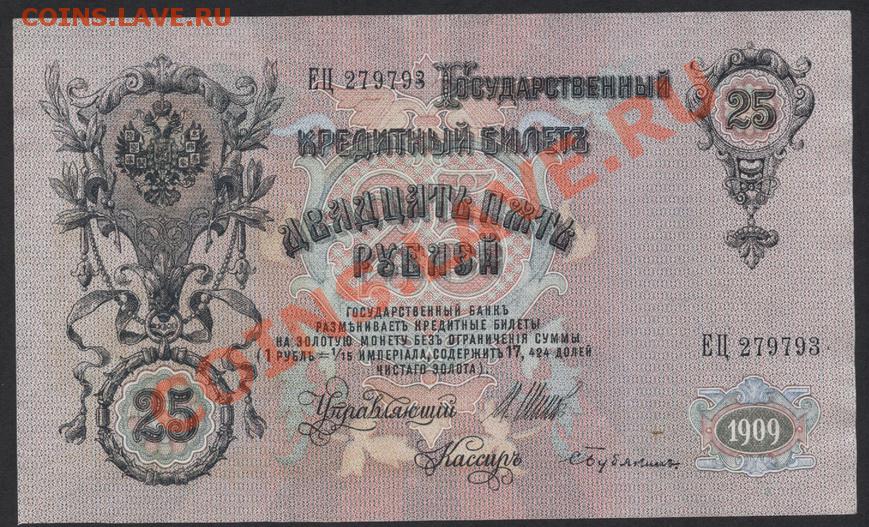 COINS.LAVE.RU
ЕЦ 279793
ГОСУДАРСТВЕННЫЙ
КРЕДИТНЫЙ БИЛЕТЪ
25
ДВАДЦАТЬ ПЯТЬ
РУБЛЕЙ
ГОСУДАРСТВЕННЫЙ БАНКЪ
РАЗМѢНИВАЕТЪ КРЕДИТНЫЕ БИЛЕТЫ
НА ЗОЛОТУЮ МОНЕТУ БЕЗЪ ОГРАНИЧЕНІЯ СУММЫ
(1 РУБЛЬ = 1/15 ИМПЕРІАЛА, СОДЕРЖИТЪ 17, 424 ДОЛЕЙ
ЧИСТАГО ЗОЛОТА).
ЕЦ 279793
25
Управляющій
Кассиръ
1909
COINS.LAVE.RU